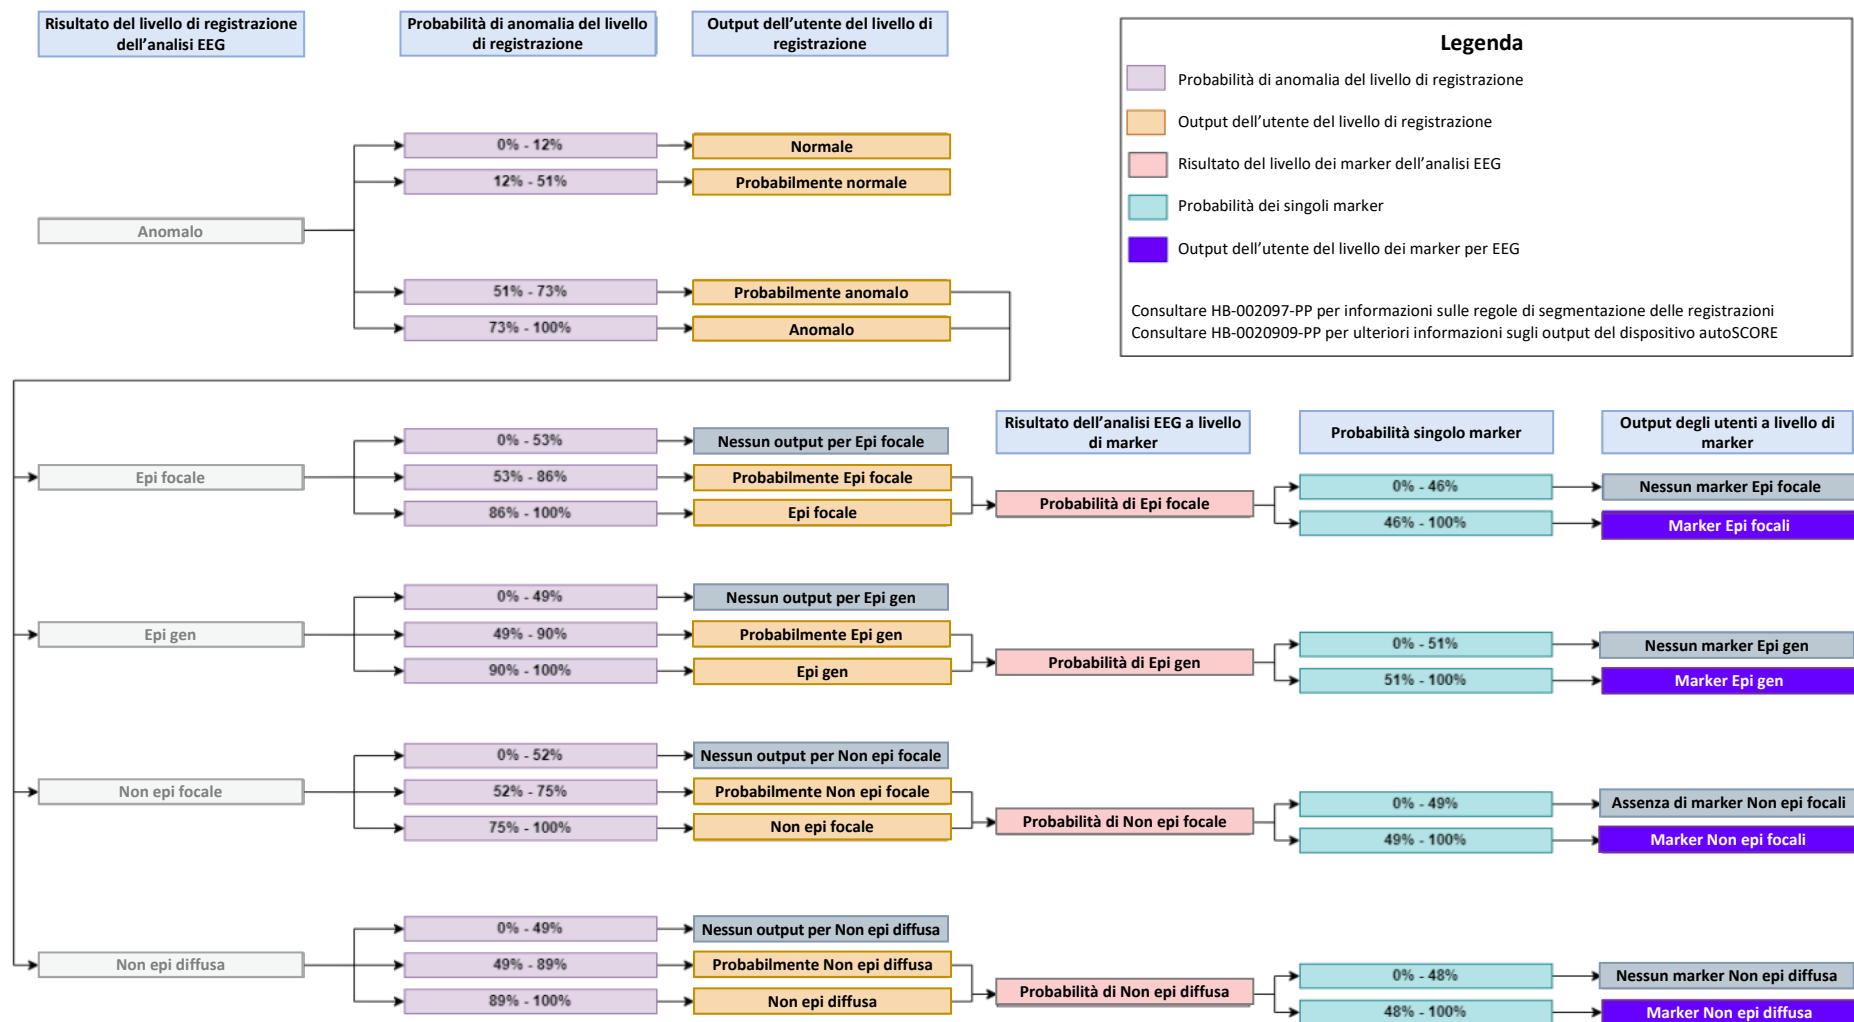 Risultato del livello di registrazione
dell'analisi EEG
Probabilità di anomalia del livello
di registrazione
Output dell'utente del livello di
registrazione
Legenda
Probabilità di anomalia del livello di registrazione
Output dell'utente del livello di registrazione
Risultato del livello dei marker dell'analisi EEG
Probabilità dei singoli marker
Output dell'utente del livello dei marker per EEG
Consultare HB-002097-PP per informazioni sulle regole di segmentazione delle registrazioni
Consultare HB-0020909-PP per ulteriori informazioni sugli output del dispositivo autoSCORE
Anomalo
0% - 12%
Normale
12% - 51%
Probabilmente normale
51% - 73%
Probabilmente anomalo
73% - 100%
Anomalo
Risultato dell'analisi EEG a livello
di marker
Probabilità singolo marker
Output degli utenti a livello di
marker
Epi focale
0% - 53%
Nessun output per Epi focale
53% - 86%
Probabilmente Epi focale
86% - 100%
Epi focale
Probabilità di Epi focale
0% - 46%
Nessun marker Epi focale
46% - 100%
Marker Epi focali
Epi gen
0% - 49%
Nessun output per Epi gen
49% - 90%
Probabilmente Epi gen
90% - 100%
Epi gen
Probabilità di Epi gen
0% - 51%
Nessun marker Epi gen
51% - 100%
Marker Epi gen
Non epi focale
0% - 52%
Nessun output per Non epi focale
52% - 75%
Probabilmente Non epi focale
75% - 100%
Non epi focale
Probabilità di Non epi focale
0% - 49%
Assenza di marker Non epi focali
49% - 100%
Marker Non epi focali
Non epi diffusa
0% - 49%
Nessun output per Non epi diffusa
49% - 89%
Probabilmente Non epi diffusa
89% - 100%
Non epi diffusa
Probabilità di Non epi diffusa
0% - 48%
Nessun marker Non epi diffusa
48% - 100%
Marker Non epi diffusa